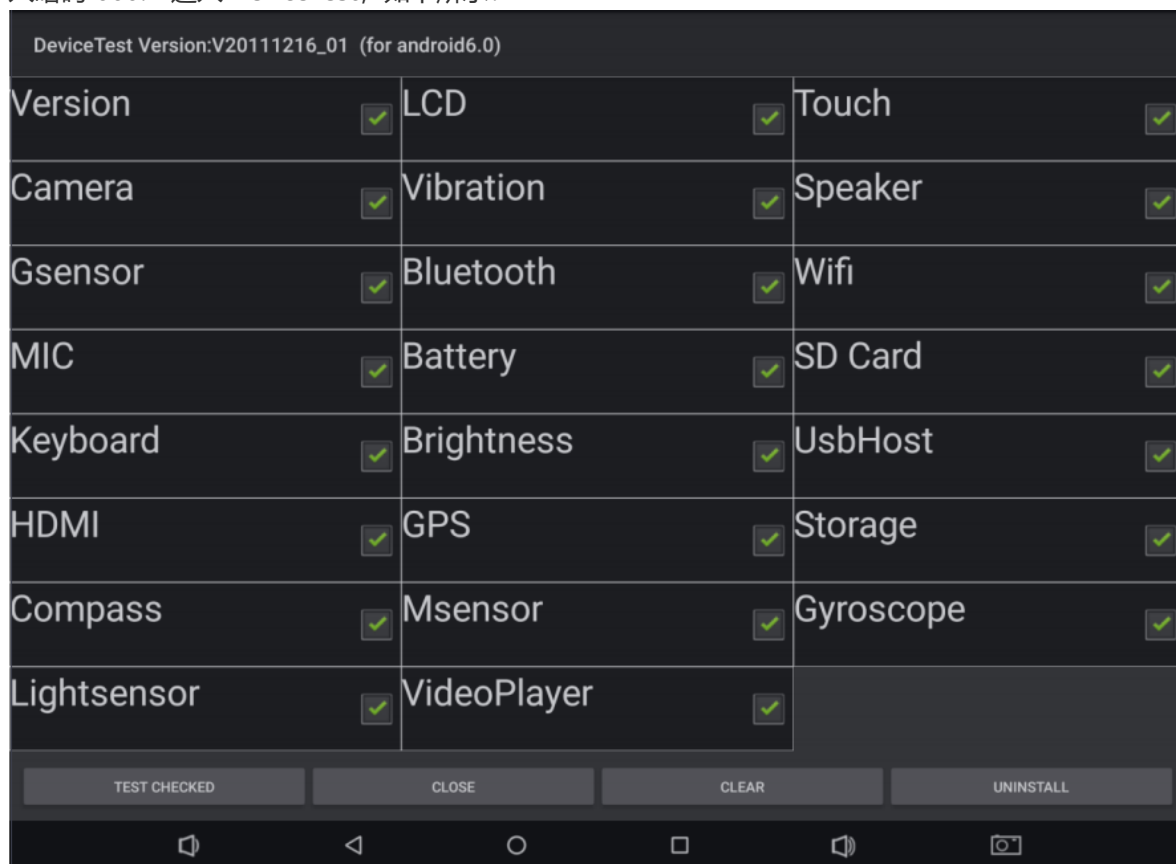 DeviceTest Version:V20111216_01 (for android6.0)
Version LCD Touch
Camera Vibration Speaker
Gsensor Bluetooth Wifi
MIC Battery SD Card
Keyboard Brightness UsbHost
HDMI GPS Storage
Compass Msensor Gyroscope
Lightsensor VideoPlayer
TEST CHECKED CLOSE CLEAR UNINSTALL